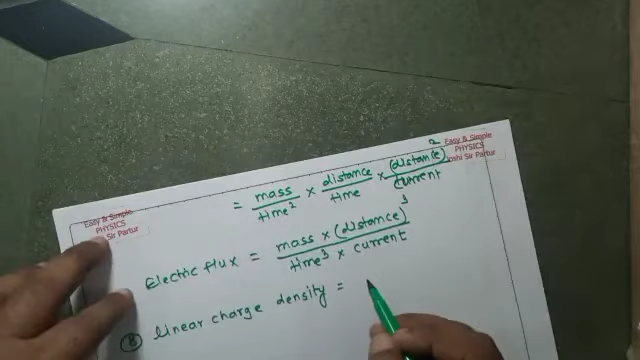 Easy & Simple
PHYSICS
oshi Sir Partur
= mass/time² × distance/time × (distance)²/current
Easy & Simple
PHYSICS
Sir Partur
Electric flux = mass × (distance)³/time³ × current
⑧ linear charge density =